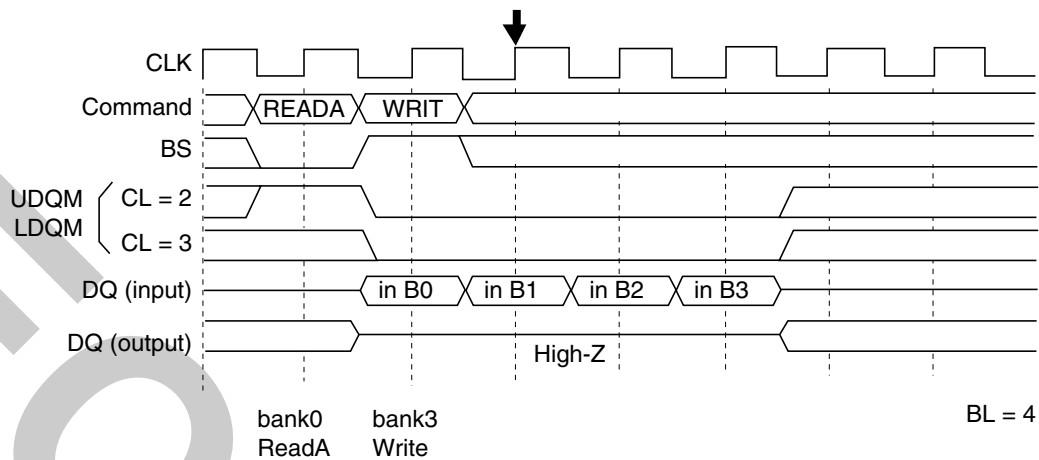 CLK
Command READA WRIT
BS
UDQM CL = 2
LDQM
CL = 3
DQ (input) in B0 in B1 in B2 in B3
DQ (output)
High-Z
bank0 bank3 BL = 4
ReadA Write